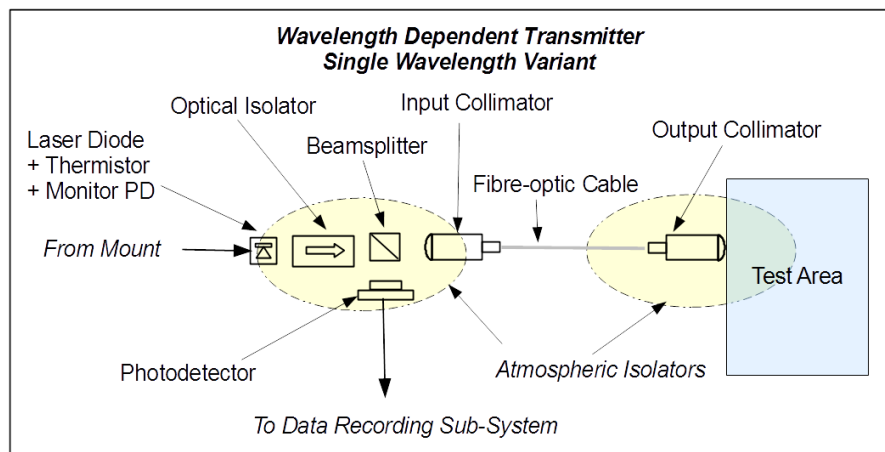 Wavelength Dependent Transmitter
Single Wavelength Variant
Optical Isolator
Input Collimator
Output Collimator
Laser Diode
+ Thermistor
+ Monitor PD
Beamsplitter
Fibre-optic Cable
From Mount
Test Area
Photodetector
Atmospheric Isolators
To Data Recording Sub-System